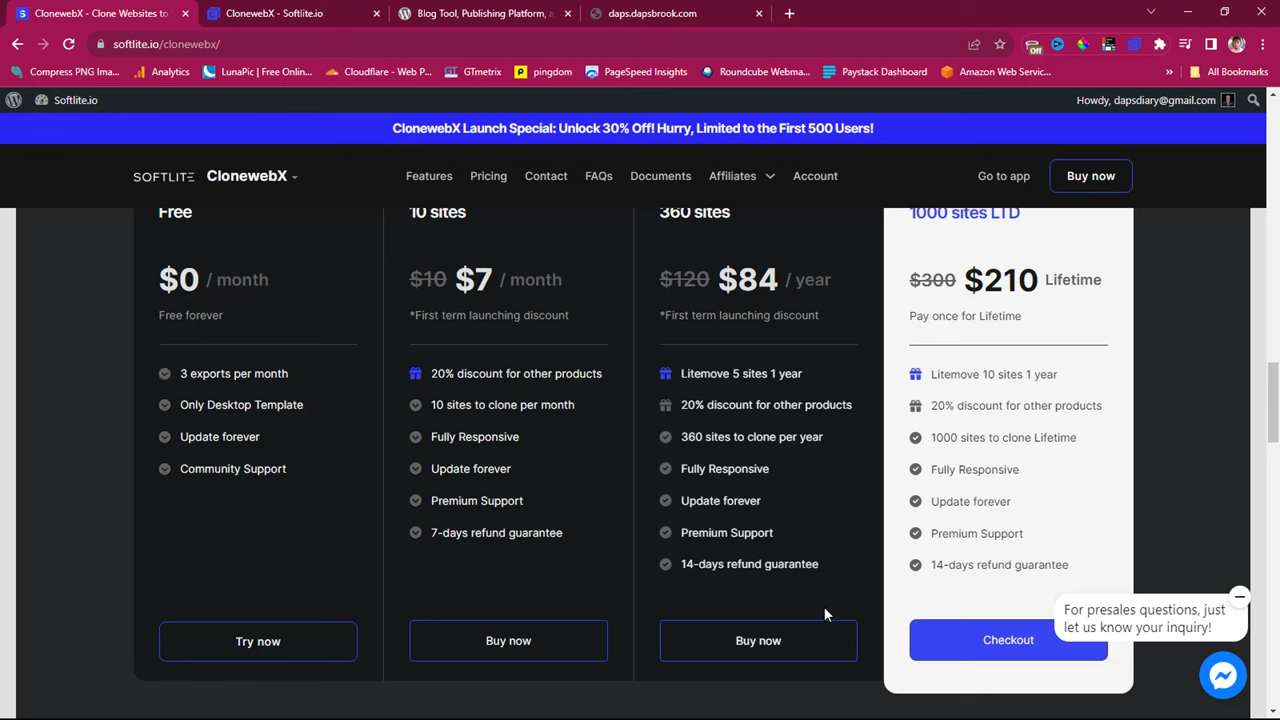 ClonewebX - Clone Websites to
ClonewebX - Softlite.io
Blog Tool, Publishing Platform, a
daps.dapsbrook.com
softlite.io/clonewebx/
Off
Compress PNG Ima...
Analytics
LunaPic | Free Onlin...
Cloudflare - Web P...
GTmetrix
pingdom
PageSpeed Insights
Roundcube Webma...
Paystack Dashboard
Amazon Web Servic...
»
All Bookmarks
Softlite.io
Howdy, dapsdiary@gmail.com
ClonewebX Launch Special: Unlock 30% Off! Hurry, Limited to the First 500 Users!
SOFTLITE ClonewebX
Features
Pricing
Contact
FAQs
Documents
Affiliates
Account
Go to app
Buy now
Free
$0 / month
Free forever
3 exports per month
Only Desktop Template
Update forever
Community Support
Try now
10 sites
$10 $7 / month
*First term launching discount
20% discount for other products
10 sites to clone per month
Fully Responsive
Update forever
Premium Support
7-days refund guarantee
Buy now
360 sites
$120 $84 / year
*First term launching discount
Litemove 5 sites 1 year
20% discount for other products
360 sites to clone per year
Fully Responsive
Update forever
Premium Support
14-days refund guarantee
Buy now
1000 sites LTD
$300 $210 Lifetime
Pay once for Lifetime
Litemove 10 sites 1 year
20% discount for other products
1000 sites to clone Lifetime
Fully Responsive
Update forever
Premium Support
14-days refund guarantee
Checkout
For presales questions, just
let us know your inquiry!